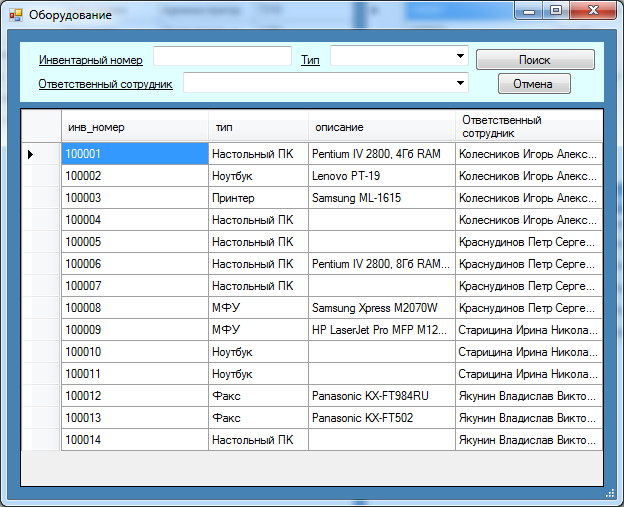 Оборудование
Инвентарный номер Тип Поиск
Ответственный сотрудник Отмена
инв_номер тип описание Ответственный сотрудник
100001 Настольный ПК Pentium IV 2800, 4Гб RAM Колесников Игорь Алекс...
100002 Ноутбук Lenovo PT-19 Колесников Игорь Алекс...
100003 Принтер Samsung ML-1615 Колесников Игорь Алекс...
100004 Настольный ПК Колесников Игорь Алекс...
100005 Настольный ПК Краснудинов Петр Серге...
100006 Настольный ПК Pentium IV 2800, 8Гб RAM... Краснудинов Петр Серге...
100007 Настольный ПК Краснудинов Петр Серге...
100008 МФУ Samsung Xpress M2070W Краснудинов Петр Серге...
100009 МФУ HP LaserJet Pro MFP M12... Старицина Ирина Никола...
100010 Ноутбук Старицина Ирина Никола...
100011 Ноутбук Старицина Ирина Никола...
100012 Факс Panasonic KX-FT984RU Якунин Владислав Викто...
100013 Факс Panasonic KX-FT502 Якунин Владислав Викто...
100014 Настольный ПК Якунин Владислав Викто...